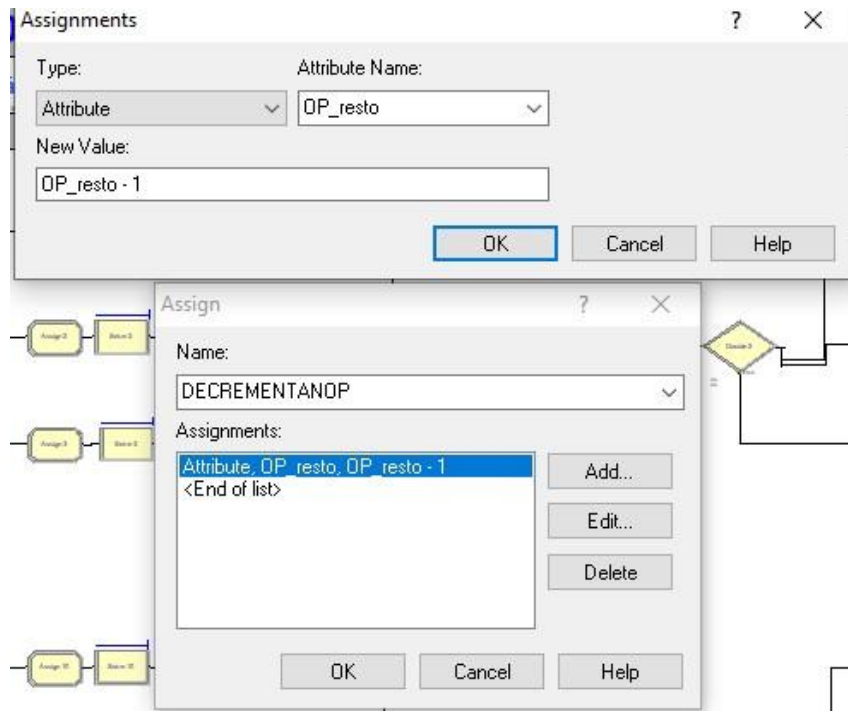 Assignments
? X
Type:
Attribute Name:
Attribute
OP_resto
New Value:
OP_resto - 1
OK
Cancel
Help
Assign
? X
Name:
DECREMENTANOP
Assignments:
Attribute, OP_resto, OP_resto - 1
<End of list>
Add...
Edit...
Delete
OK
Cancel
Help